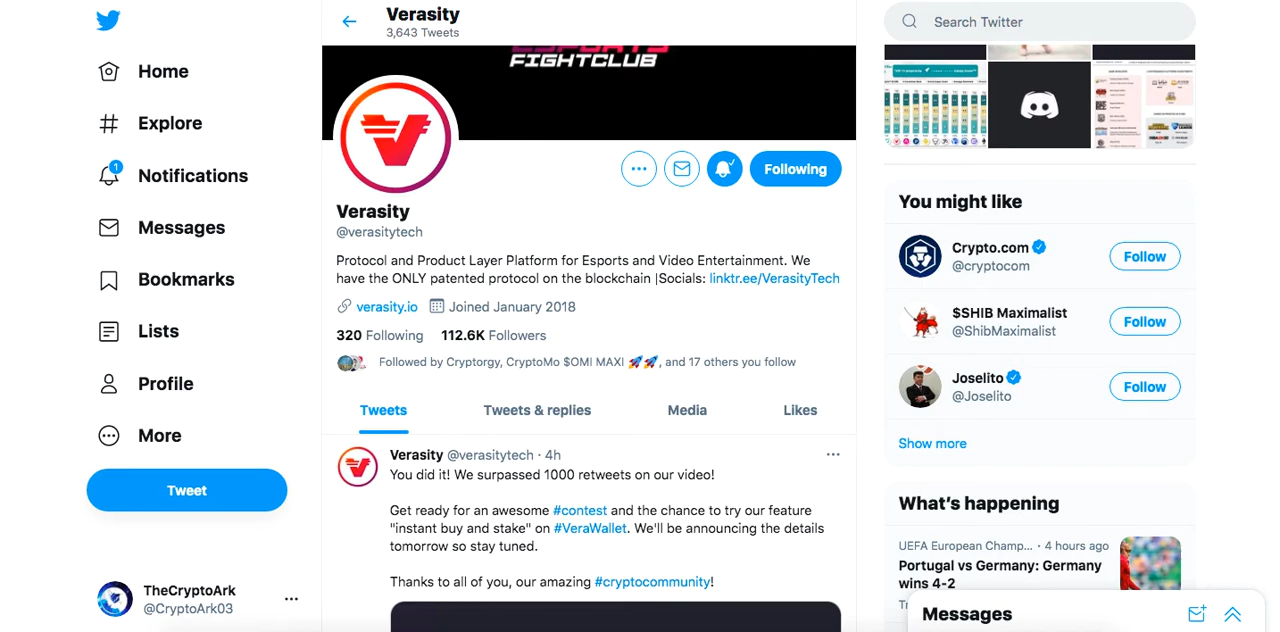 Home
Explore
1
Notifications
Messages
Bookmarks
Lists
Profile
More
Tweet
TheCryptoArk
@CryptoArk03
Verasity
3,643 Tweets
ESPORTS
FIGHTCLUB
Following
Verasity
@verasitytech
Protocol and Product Layer Platform for Esports and Video Entertainment. We
have the ONLY patented protocol on the blockchain |Socials: linktr.ee/VerasityTech
verasity.io Joined January 2018
320 Following 112.6K Followers
Followed by Cryptorgy, CryptoMo $OMI MAXI 🚀🚀, and 17 others you follow
Tweets Tweets & replies Media Likes
Verasity @verasitytech · 4h
You did it! We surpassed 1000 retweets on our video!
Get ready for an awesome #contest and the chance to try our feature
"instant buy and stake" on #VeraWallet. We'll be announcing the details
tomorrow so stay tuned.
Thanks to all of you, our amazing #cryptocommunity!
Search Twitter
You might like
Crypto.com
@cryptocom
Follow
$SHIB Maximalist
@ShibMaximalist
Follow
Joselito
@Joselito
Follow
Show more
What's happening
UEFA European Champ... · 4 hours ago
Portugal vs Germany: Germany
wins 4-2
Messages